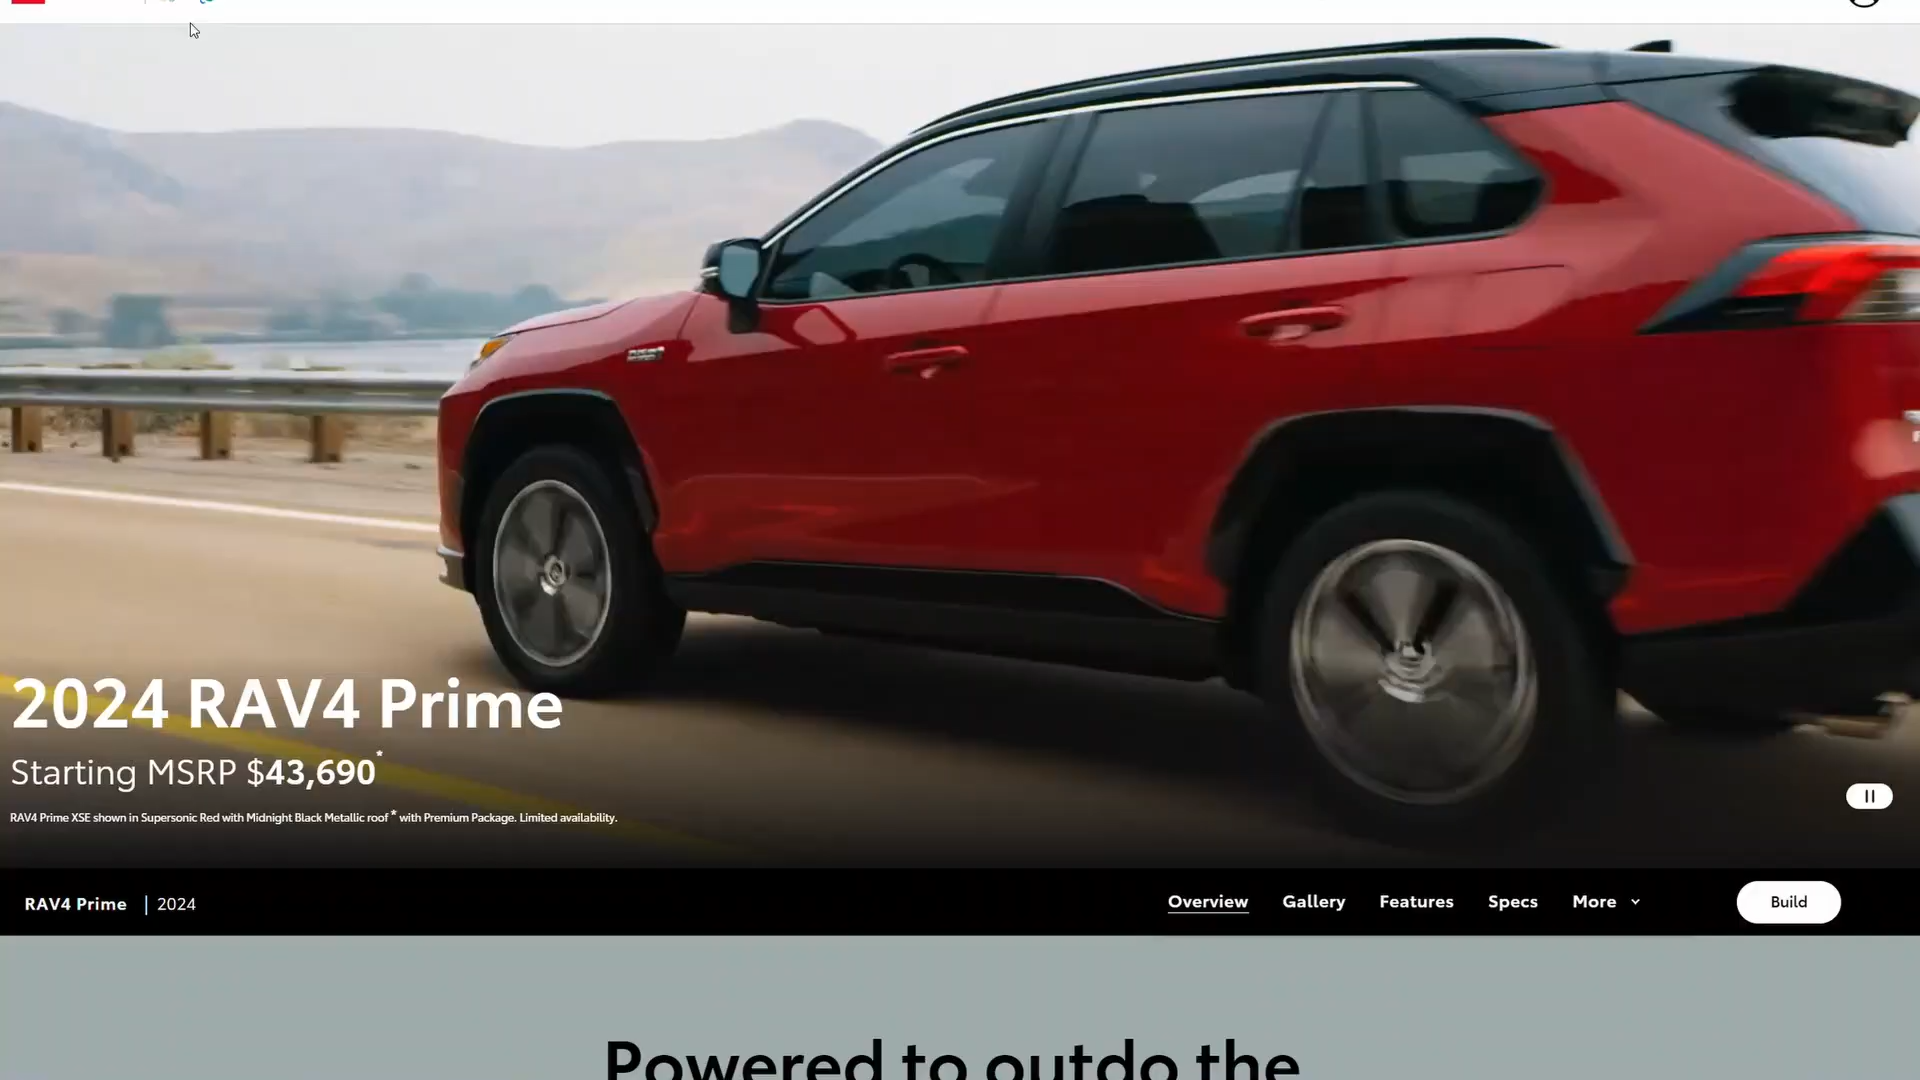 2024 RAV4 Prime
Starting MSRP $43,690*
RAV4 Prime XSE shown in Supersonic Red with Midnight Black Metallic roof * with Premium Package. Limited availability.
RAV4 Prime | 2024
Overview Gallery Features Specs More
Build
Powered to outdo the